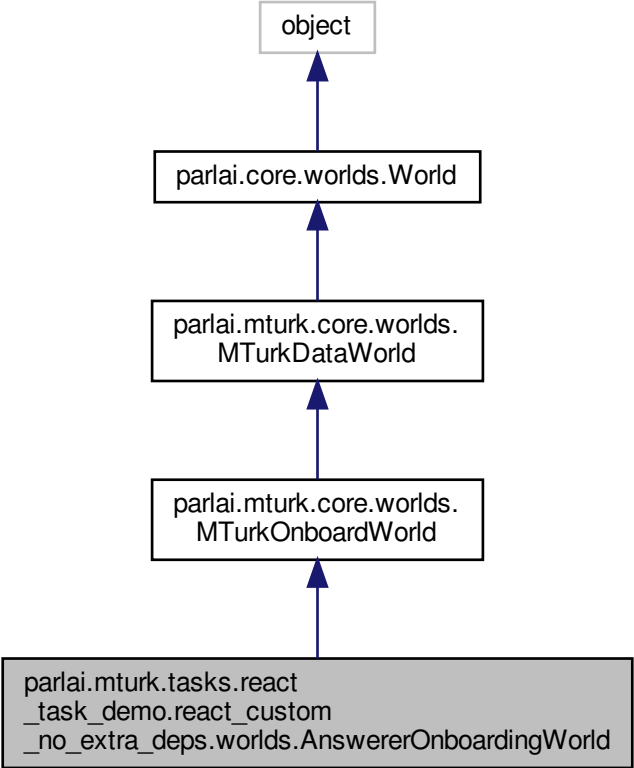 object
parlai.core.worlds.World
parlai.mturk.core.worlds.
MTurkDataWorld
parlai.mturk.core.worlds.
MTurkOnboardWorld
parlai.mturk.tasks.react
_task_demo.react_custom
_no_extra_deps.worlds.AnswererOnboardingWorld